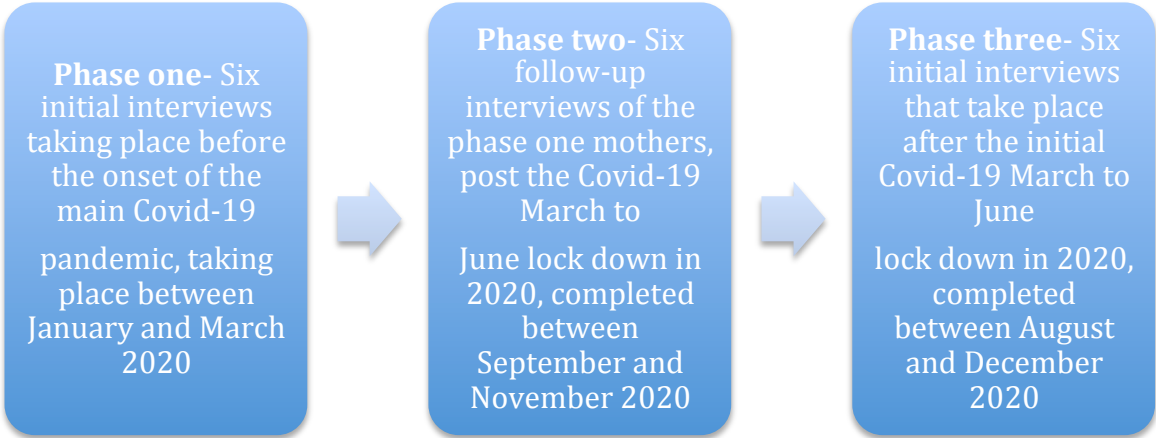 Phase one- Six
initial interviews
taking place before
the onset of the
main Covid-19
pandemic, taking
place between
January and March
2020
Phase two- Six
follow-up
interviews of the
phase one mothers,
post the Covid-19
March to
June lock down in
2020, completed
between
September and
November 2020
Phase three- Six
initial interviews
that take place
after the initial
Covid-19 March to
June
lock down in 2020,
completed
between August
and December
2020